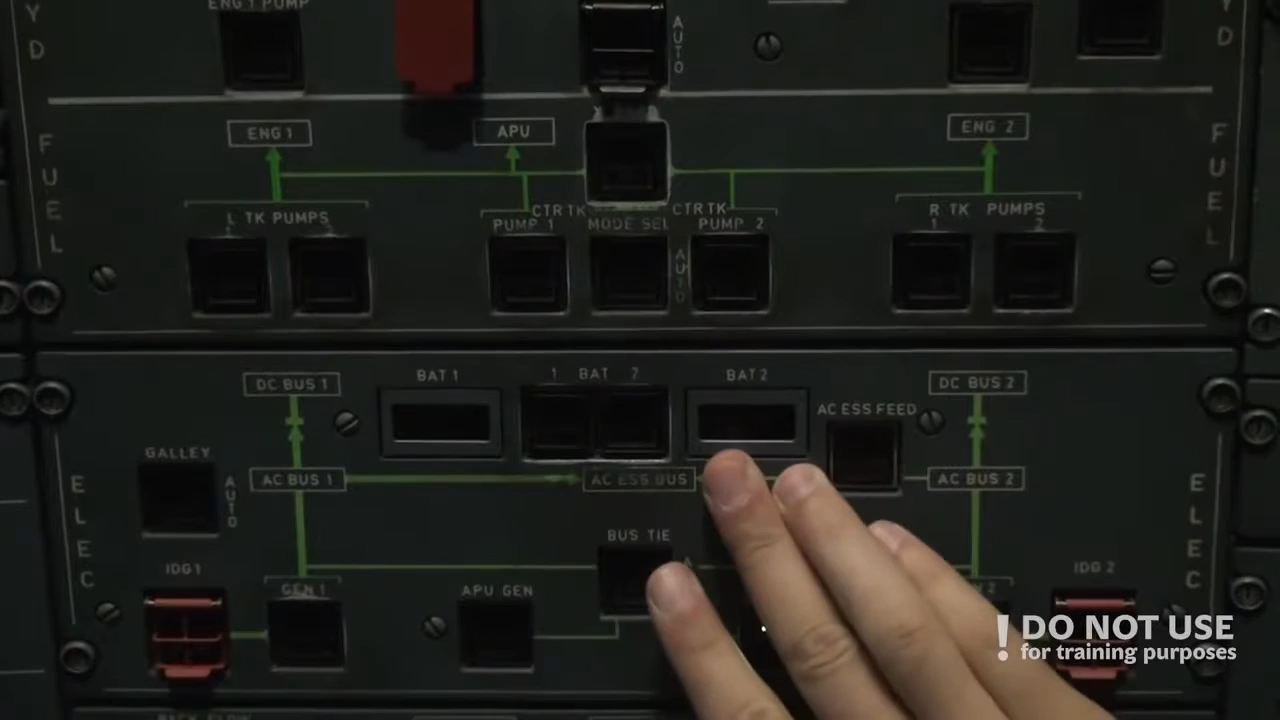 Y
D
ENG 1 PUMP
AUTO
Y
D
FUEL
ENG 1
APU
ENG 2
FUEL
L TK PUMPS
CTR TK
CTR TK
R TK PUMPS
1 2
PUMP 1
MODE SEL
PUMP 2
AUTO
DC BUS 1
BAT 1
1 BAT 2
BAT 2
DC BUS 2
AC ESS FEED
GALLEY
AUTO
AC BUS 1
AC ESS BUS
AC BUS 2
ELEC
ELEC
BUS TIE
A
IDG 1
GEN 1
APU GEN
2
IDG 2
! DO NOT USE
for training purposes